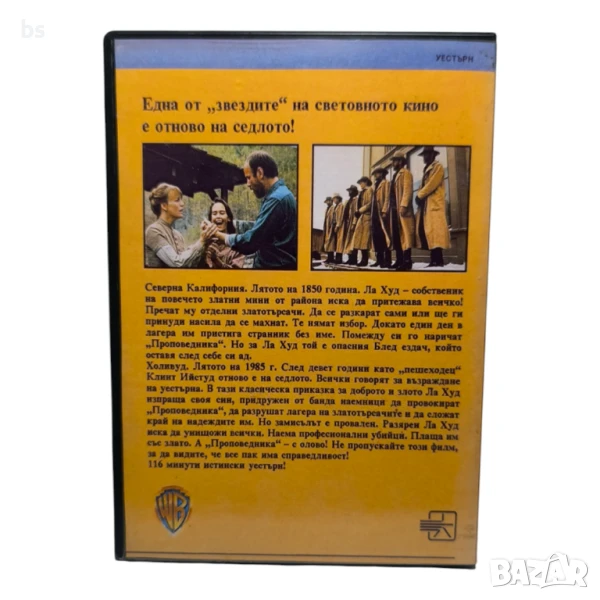 bs
УЕСТЪРН
Една от „звездите“ на световното кино
е отново на седлото!
Северна Калифорния. Лятото на 1850 година. Ла Худ – собственик
на повечето златни мини от района иска да притежава всичко!
Пречат му отделни златотърсачи. Да се разкарат сами или ще ги
принуди насила да се махнат. Те нямат избор. Докато един ден в
лагера им пристига странник без име. Помежду си го наричат
„Проповедника“. Но за Ла Худ той е опасния Блед ездач, който
оставя след себе си ад.
Холивуд. Лятото на 1985 г. След девет години като „пешеходец“
Клинт Ийстуд отново е на седлото. Всички говорят за възраждане
на уестърна. В тази класическа приказка за доброто и злото Ла Худ
изпраща своя син, придружен от банда наемници да провокират
„Проповедника“, да разрушат лагера на златотърсачите и да сложат
край на надеждите им. Но замисълът е провален. Разярен Ла Худ
иска да унищожи всички. Наема професионални убийци. Плаща им
със злато. А „Проповедника“ – с олово! Не пропускайте този филм,
за да видите, че все пак има справедливост!
116 минути истински уестърн!
WB
BAZAR